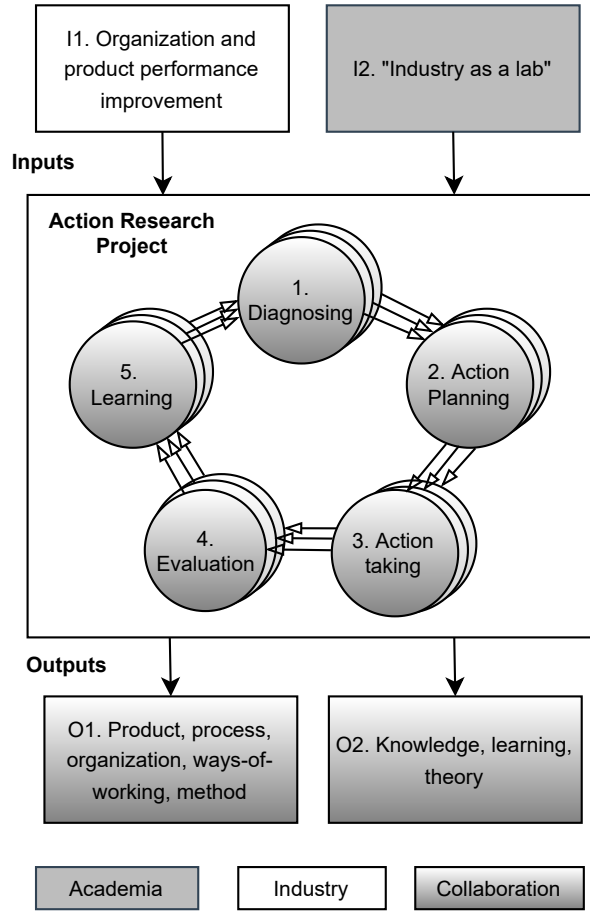 I1. Organization and
product performance
improvement
I2. "Industry as a lab"
Inputs
Action Research
Project
1.
Diagnosing
2. Action
Planning
3. Action
taking
4.
Evaluation
5.
Learning
Outputs
O1. Product, process,
organization, ways-of-
working, method
O2. Knowledge, learning,
theory
Academia
Industry
Collaboration